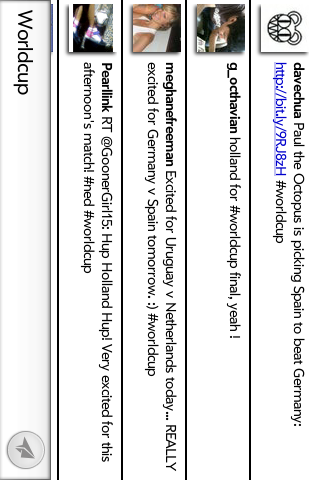 davechua Paul the Octopus is picking Spain to beat Germany:
http://bit.ly/9RJ8zH #worldcup
g_octhavian holland for #worldcup final, yeah !
meghanefreeman Excited for Uruguay v Netherlands today... REALLY
excited for Germany v Spain tomorrow. :) #worldcup
Pearllink RT @GoonerGirl15: Hup Holland Hup! Very excited for this
afternoon's match! #ned #worldcup
Worldcup